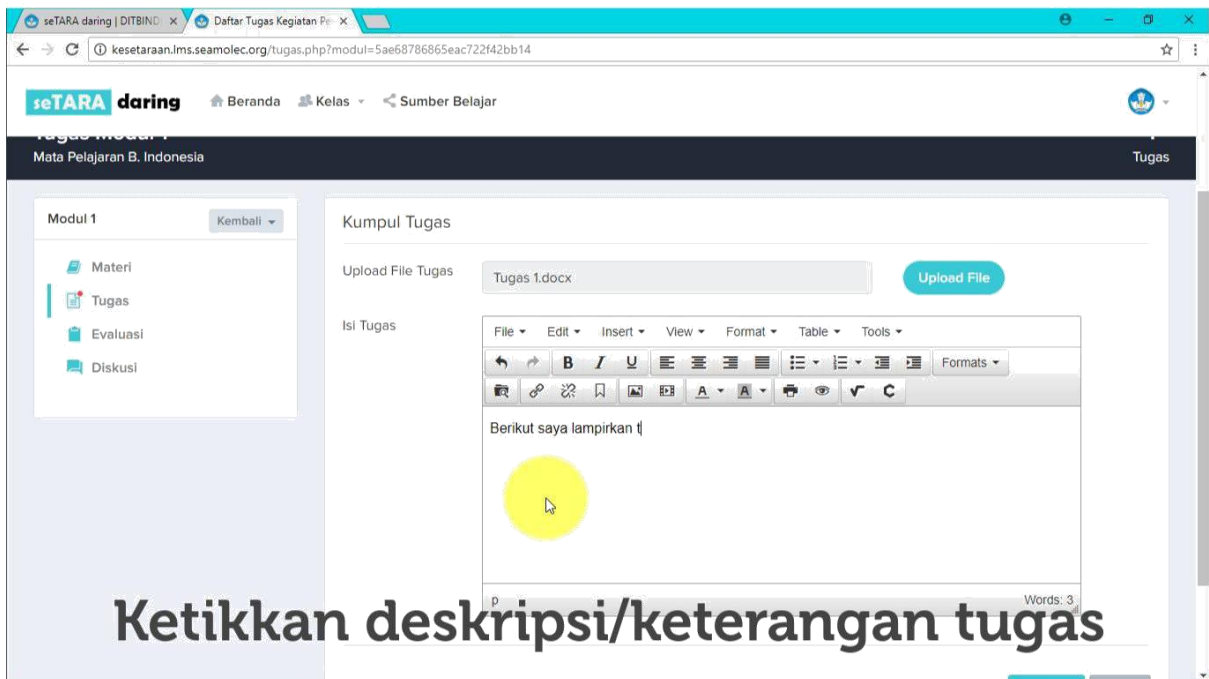 seTARA daring | DITBIND
Daftar Tugas Kegiatan Pe
kesetaraan.lms.seamolec.org/tugas.php?modul=5ae68786865eac722f42bb14
seTARA daring
Beranda
Kelas
Sumber Belajar
Tugas Modul 1
Mata Pelajaran B. Indonesia
Tugas
Modul 1
Kembali
Materi
Tugas
Evaluasi
Diskusi
Kumpul Tugas
Upload File Tugas
Tugas 1.docx
Upload File
Isi Tugas
File Edit Insert View Format Table Tools
B I U
Formats
A A
Berikut saya lampirkan t
p
Words: 3
Ketikkan deskripsi/keterangan tugas